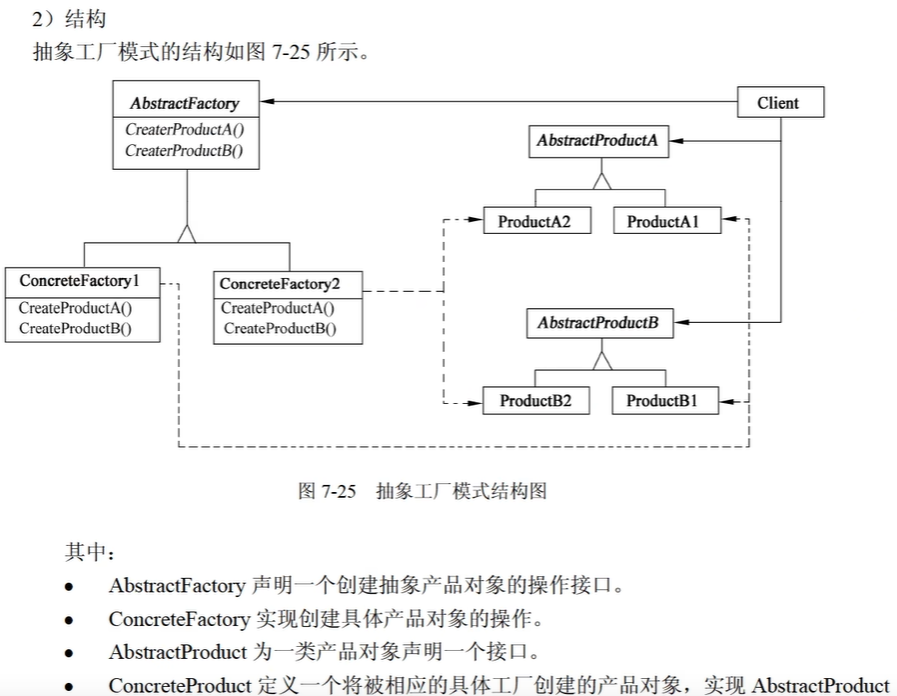 2）结构
抽象工厂模式的结构如图 7-25 所示。
AbstractFactory
CreaterProductA()
CreaterProductB()
Client
AbstractProductA
ProductA2
ProductA1
ConcreteFactory1
CreateProductA()
CreateProductB()
ConcreteFactory2
CreateProductA()
CreateProductB()
AbstractProductB
ProductB2
ProductB1
图 7-25 抽象工厂模式结构图
其中：
● AbstractFactory 声明一个创建抽象产品对象的操作接口。
● ConcreteFactory 实现创建具体产品对象的操作。
● AbstractProduct 为一类产品对象声明一个接口。
● ConcreteProduct 定义一个将被相应的具体工厂创建的产品对象，实现 AbstractProduct